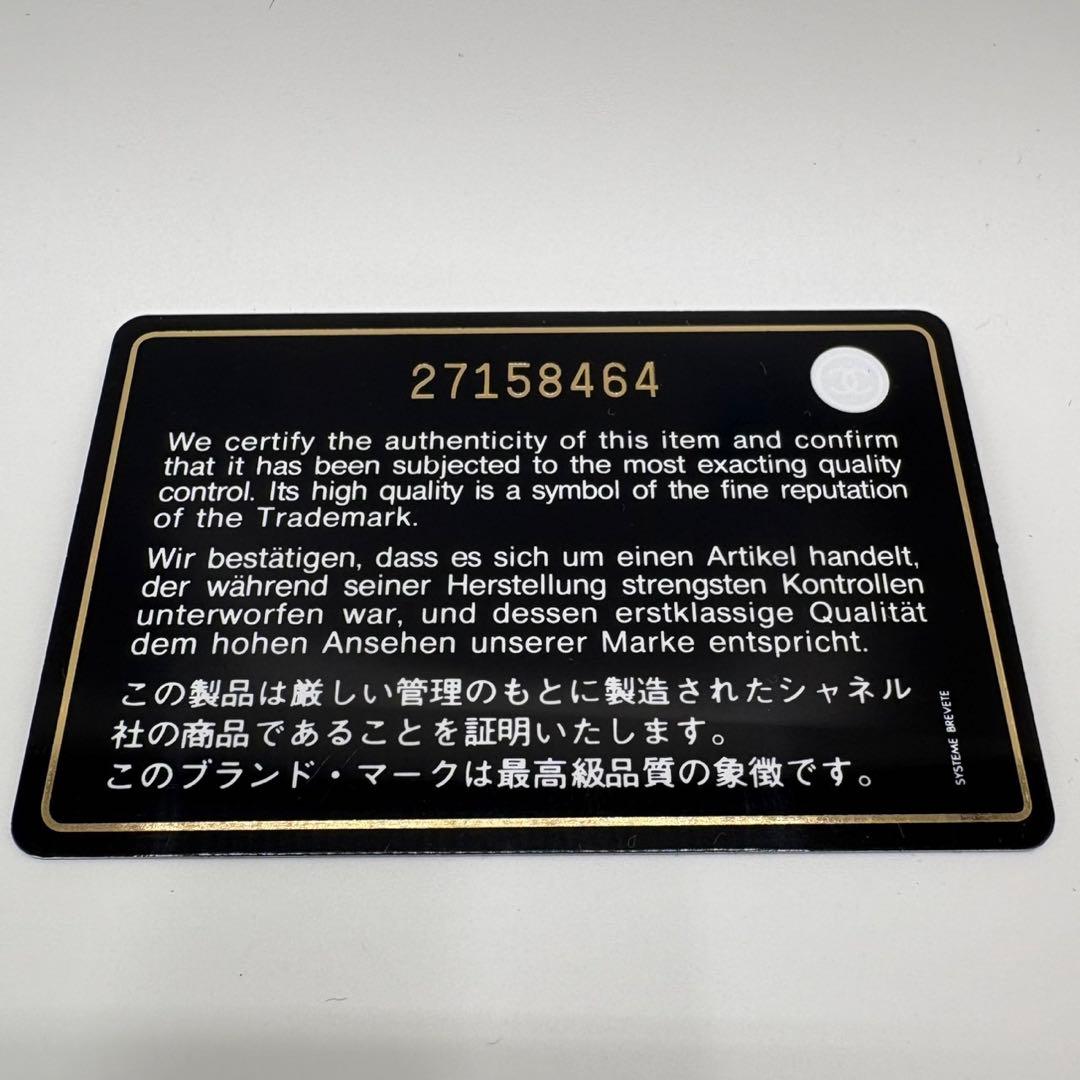 27158464
We certify the authenticity of this item and confirm
that it has been subjected to the most exacting quality
control. Its high quality is a symbol of the fine reputation
of the Trademark.
Wir bestätigen, dass es sich um einen Artikel handelt,
der während seiner Herstellung strengsten Kontrollen
unterworfen war, und dessen erstklassige Qualität
dem hohen Ansehen unserer Marke entspricht.
この製品は厳しい管理のもとに製造されたシャネル
社の商品であることを証明いたします。
このブランド・マークは最高級品質の象徴です。
SYSTEME BREVETE